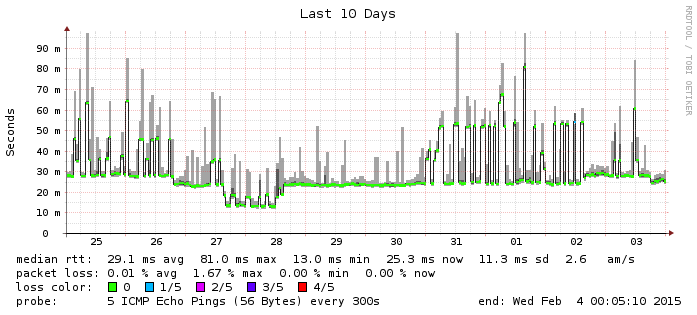 Last 10 Days
RRDTOOL / TOBI OETIKER
Seconds
90 m
80 m
70 m
60 m
50 m
40 m
30 m
20 m
10 m
0
25 26 27 28 29 30 31 01 02 03
median rtt: 29.1 ms avg 81.0 ms max 13.0 ms min 25.3 ms now 11.3 ms sd 2.6 am/s
packet loss: 0.01 % avg 1.67 % max 0.00 % min 0.00 % now
loss color: 0 1/5 2/5 3/5 4/5
probe: 5 ICMP Echo Pings (56 Bytes) every 300s end: Wed Feb 4 00:05:10 2015